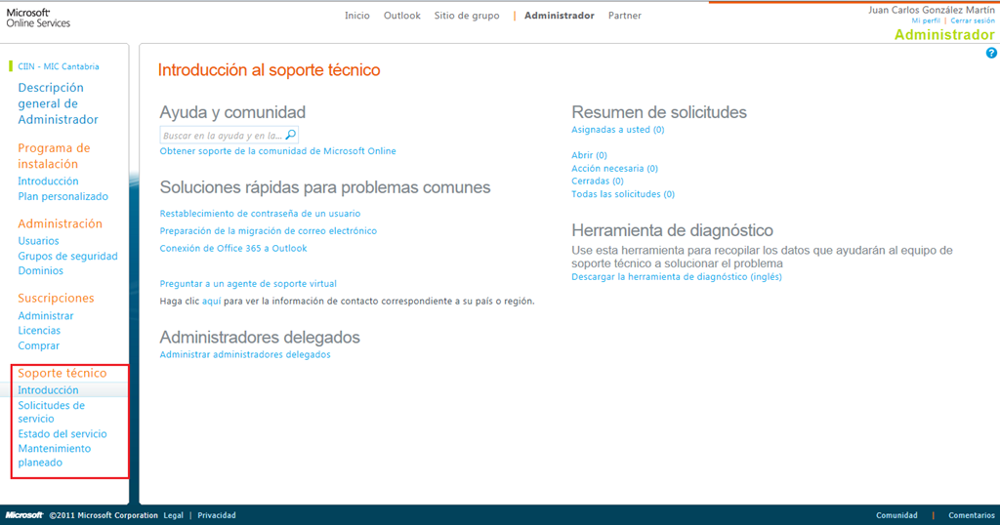 Microsoft
Online Services
Inicio Outlook Sitio de grupo | Administrador Partner
Juan Carlos González Martín
Mi perfil | Cerrar sesión
Administrador
?
CIIN - MIC Cantabria
Descripción
general de
Administrador
Programa de
instalación
Introducción
Plan personalizado
Administración
Usuarios
Grupos de seguridad
Dominios
Suscripciones
Administrar
Licencias
Comprar
Soporte técnico
Introducción
Solicitudes de
servicio
Estado del servicio
Mantenimiento
planeado
Introducción al soporte técnico
Ayuda y comunidad
Buscar en la ayuda y en la...
Obtener soporte de la comunidad de Microsoft Online
Soluciones rápidas para problemas comunes
Restablecimiento de contraseña de un usuario
Preparación de la migración de correo electrónico
Conexión de Office 365 a Outlook
Preguntar a un agente de soporte virtual
Haga clic aquí para ver la información de contacto correspondiente a su país o región.
Administradores delegados
Administrar administradores delegados
Resumen de solicitudes
Asignadas a usted (0)
Abrir (0)
Acción necesaria (0)
Cerradas (0)
Todas las solicitudes (0)
Herramienta de diagnóstico
Use esta herramienta para recopilar los datos que ayudarán al equipo de
soporte técnico a solucionar el problema
Descargar la herramienta de diagnóstico (inglés)
Microsoft ©2011 Microsoft Corporation Legal | Privacidad
Comunidad | Comentarios